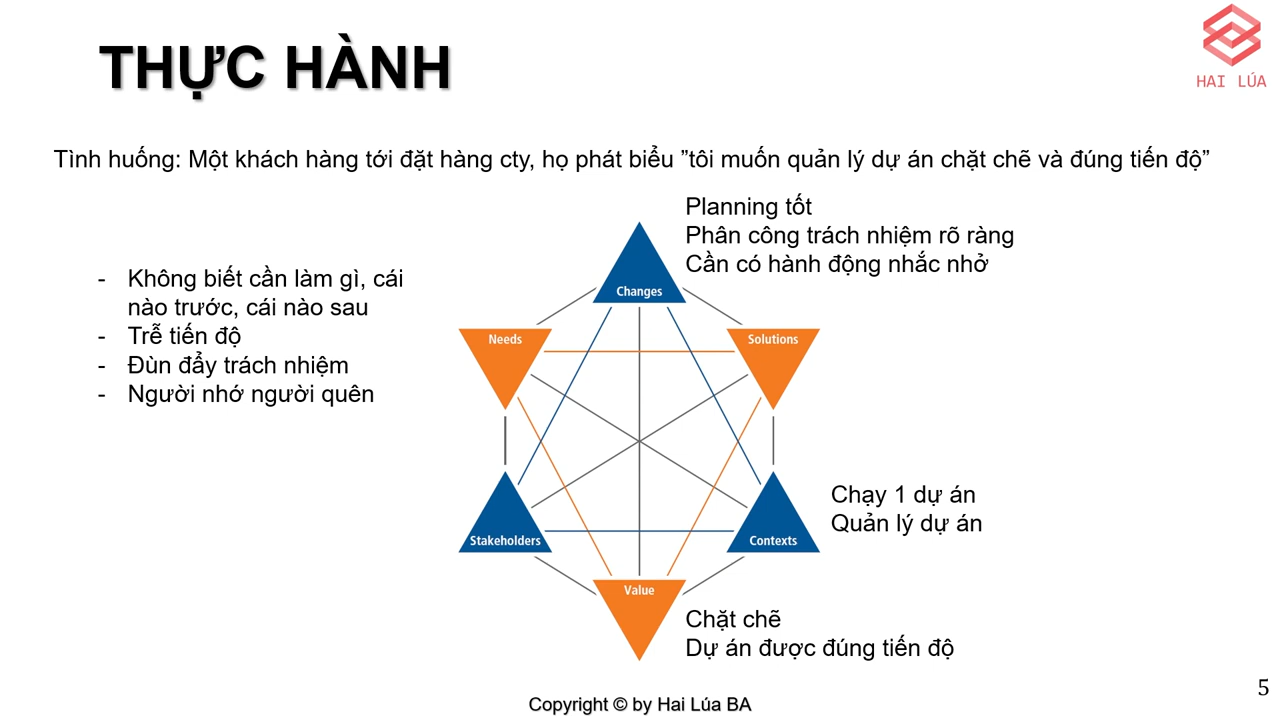 THỰC HÀNH
HAI LÚA
Tình huống: Một khách hàng tới đặt hàng cty, họ phát biểu ”tôi muốn quản lý dự án chặt chẽ và đúng tiến độ”
Planning tốt
Phân công trách nhiệm rõ ràng
Cần có hành động nhắc nhở
- Không biết cần làm gì, cái
nào trước, cái nào sau
- Trễ tiến độ
- Đùn đẩy trách nhiệm
- Người nhớ người quên
Changes
Needs
Solutions
Stakeholders
Contexts
Chạy 1 dự án
Quản lý dự án
Value
Chặt chẽ
Dự án được đúng tiến độ
Copyright © by Hai Lúa BA
5